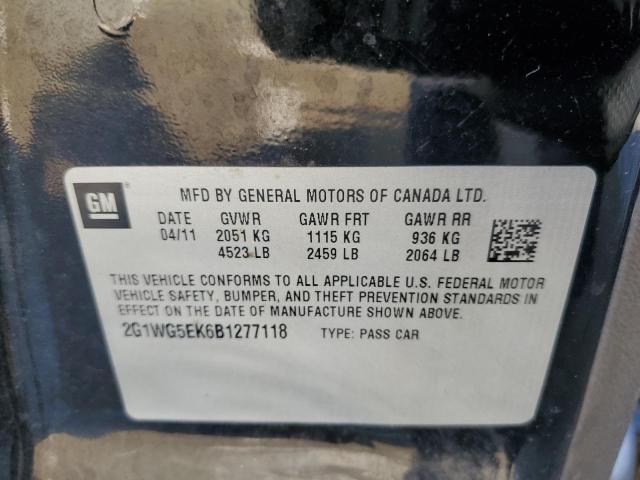 GM
MFD BY GENERAL MOTORS OF CANADA LTD.
DATE GVWR GAWR FRT GAWR RR
04/11 2051 KG 1115 KG 936 KG
4523 LB 2459 LB 2064 LB
THIS VEHICLE CONFORMS TO ALL APPLICABLE U.S. FEDERAL MOTOR
VEHICLE SAFETY, BUMPER, AND THEFT PREVENTION STANDARDS IN
EFFECT ON THE DATE OF MANUFACTURE SHOWN ABOVE.
2G1WG5EK6B1277118 TYPE: PASS CAR